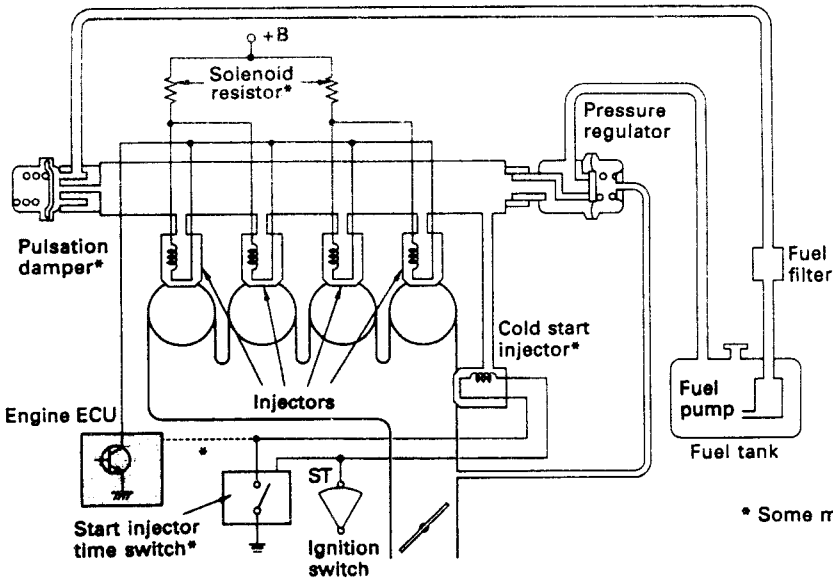 +B
Solenoid
resistor*
Pressure
regulator
Pulsation
damper*
Fuel
filter
Cold start
injector*
Injectors
Fuel
pump
Fuel tank
Engine ECU
*
ST
Start injector
time switch*
Ignition
switch
* Some m